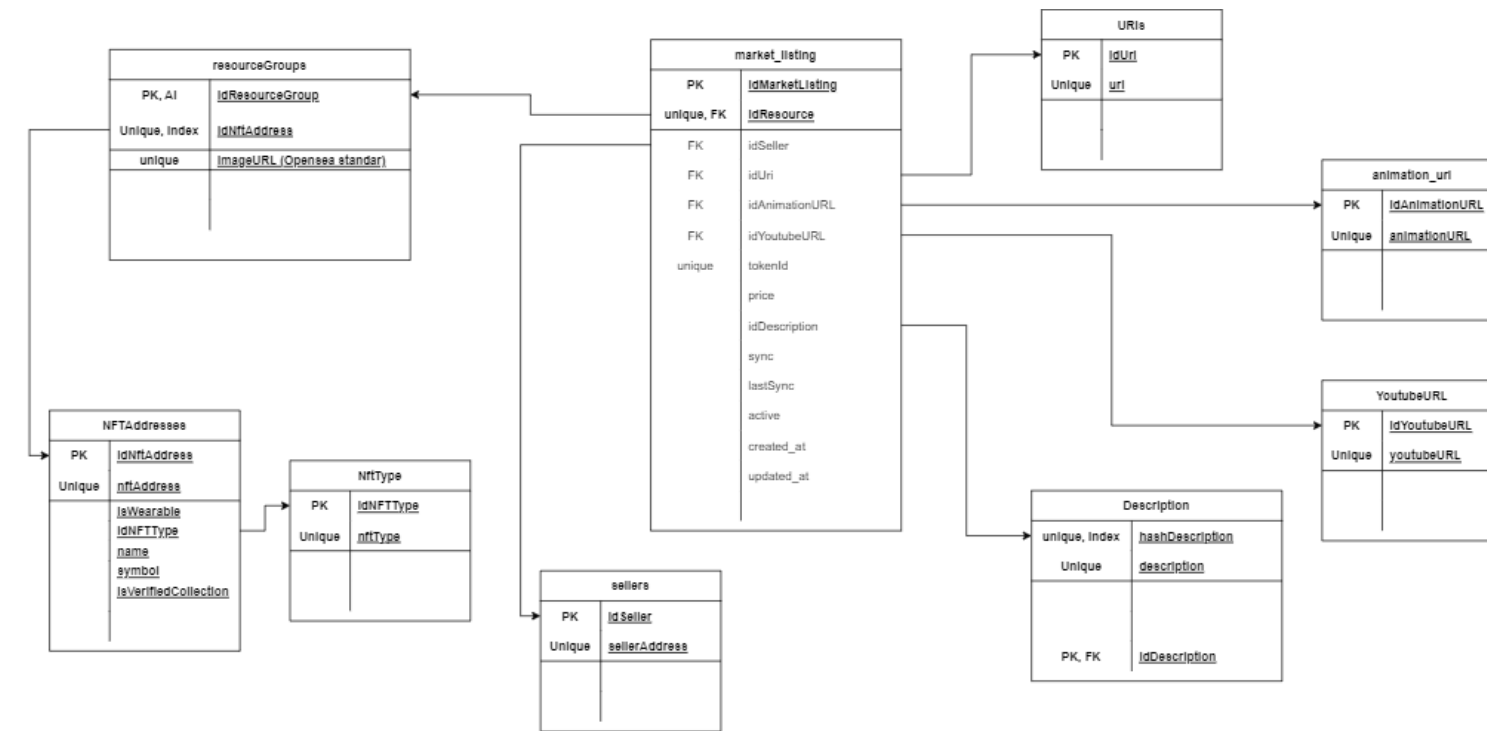 resourceGroups
PK, AI idResourceGroup
Unique, Index idNftAddress
unique ImageURL (Opensea standar)
market_listing
PK idMarketListing
unique, FK idResource
FK idSeller
FK idUri
FK idAnimationURL
FK idYoutubeURL
unique tokenId
price
idDescription
sync
lastSync
active
created_at
updated_at
URIs
PK idUri
Unique uri
animation_url
PK idAnimationURL
Unique animationURL
YoutubeURL
PK idYoutubeURL
Unique youtubeURL
NFTAddresses
PK idNftAddress
Unique nftAddress
isWearable
idNFTType
name
symbol
isVerifiedCollection
NftType
PK idNFTType
Unique nftType
sellers
PK idSeller
Unique sellerAddress
Description
unique, index hashDescription
Unique description
PK, FK idDescription